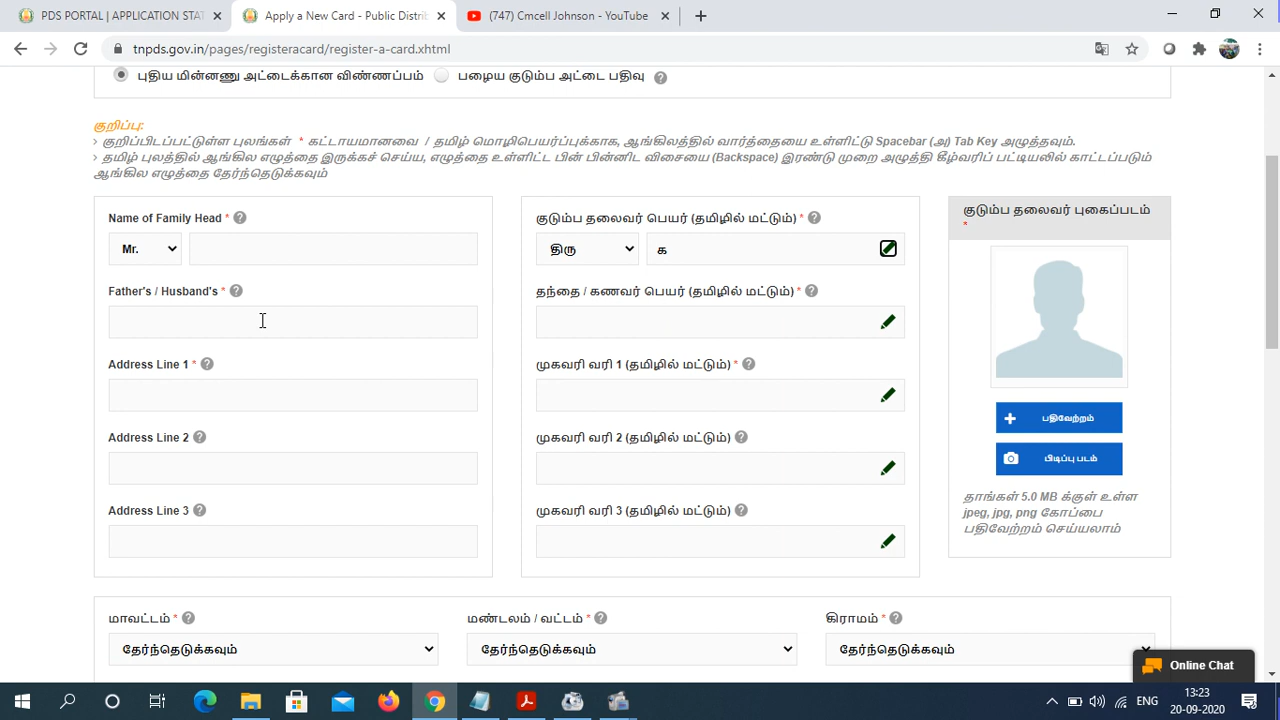 PDS PORTAL | APPLICATION STAT
Apply a New Card - Public Distrib
(747) Cmcell Johnson - YouTube
tnpds.gov.in/pages/registeracard/register-a-card.xhtml
புதிய மின்னணு அட்டைக்கான விண்ணப்பம் பழைய குடும்ப அட்டை பதிவு
குறிப்பு:
› குறிப்பிடப்பட்டுள்ள புலங்கள் * கட்டாயமானவை / தமிழ் மொழிபெயர்ப்புக்காக, ஆங்கிலத்தில் வார்த்தையை உள்ளிட்டு Spacebar (அ) Tab Key அழுத்தவும்.
› தமிழ் புலத்தில் ஆங்கில எழுத்தை இருக்கச் செய்ய, எழுத்தை உள்ளிட்ட பின் பின்னிட விசையை (Backspace) இரண்டு முறை அழுத்தி கீழ்வரிப் பட்டியலில் காட்டப்படும்
ஆங்கில எழுத்தை தேர்ந்தெடுக்கவும்
Name of Family Head *
Mr.
Father's / Husband's *
Address Line 1 *
Address Line 2
Address Line 3
குடும்ப தலைவர் பெயர் (தமிழில் மட்டும்) *
திரு க
தந்தை / கணவர் பெயர் (தமிழில் மட்டும்) *
முகவரி வரி 1 (தமிழில் மட்டும்) *
முகவரி வரி 2 (தமிழில் மட்டும்)
முகவரி வரி 3 (தமிழில் மட்டும்)
குடும்ப தலைவர் புகைப்படம்
*
பதிவேற்றம்
பிடிப்பு படம்
தாங்கள் 5.0 MB க்குள் உள்ள
jpeg, jpg, png கோப்பை
பதிவேற்றம் செய்யலாம்
மாவட்டம் * மண்டலம் / வட்டம் * கிராமம் *
தேர்ந்தெடுக்கவும் தேர்ந்தெடுக்கவும் தேர்ந்தெடுக்கவும்
Online Chat
ENG
13:23
20-09-2020